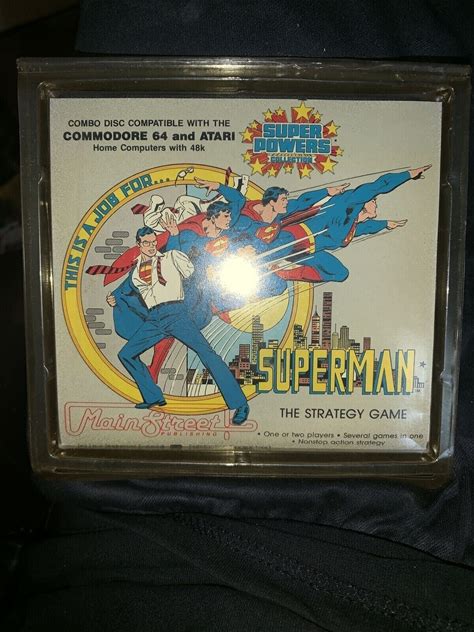 COMBO DISC COMPATIBLE WITH THE
COMMODORE 64 and ATARI
Home Computers with 48k
SUPER
POWERS
COLLECTION
THIS IS A JOB FOR...
SUPERMAN
THE STRATEGY GAME
Main Street!
PUBLISHING
• One or two players • Several games in one
• Nonstop action strategy